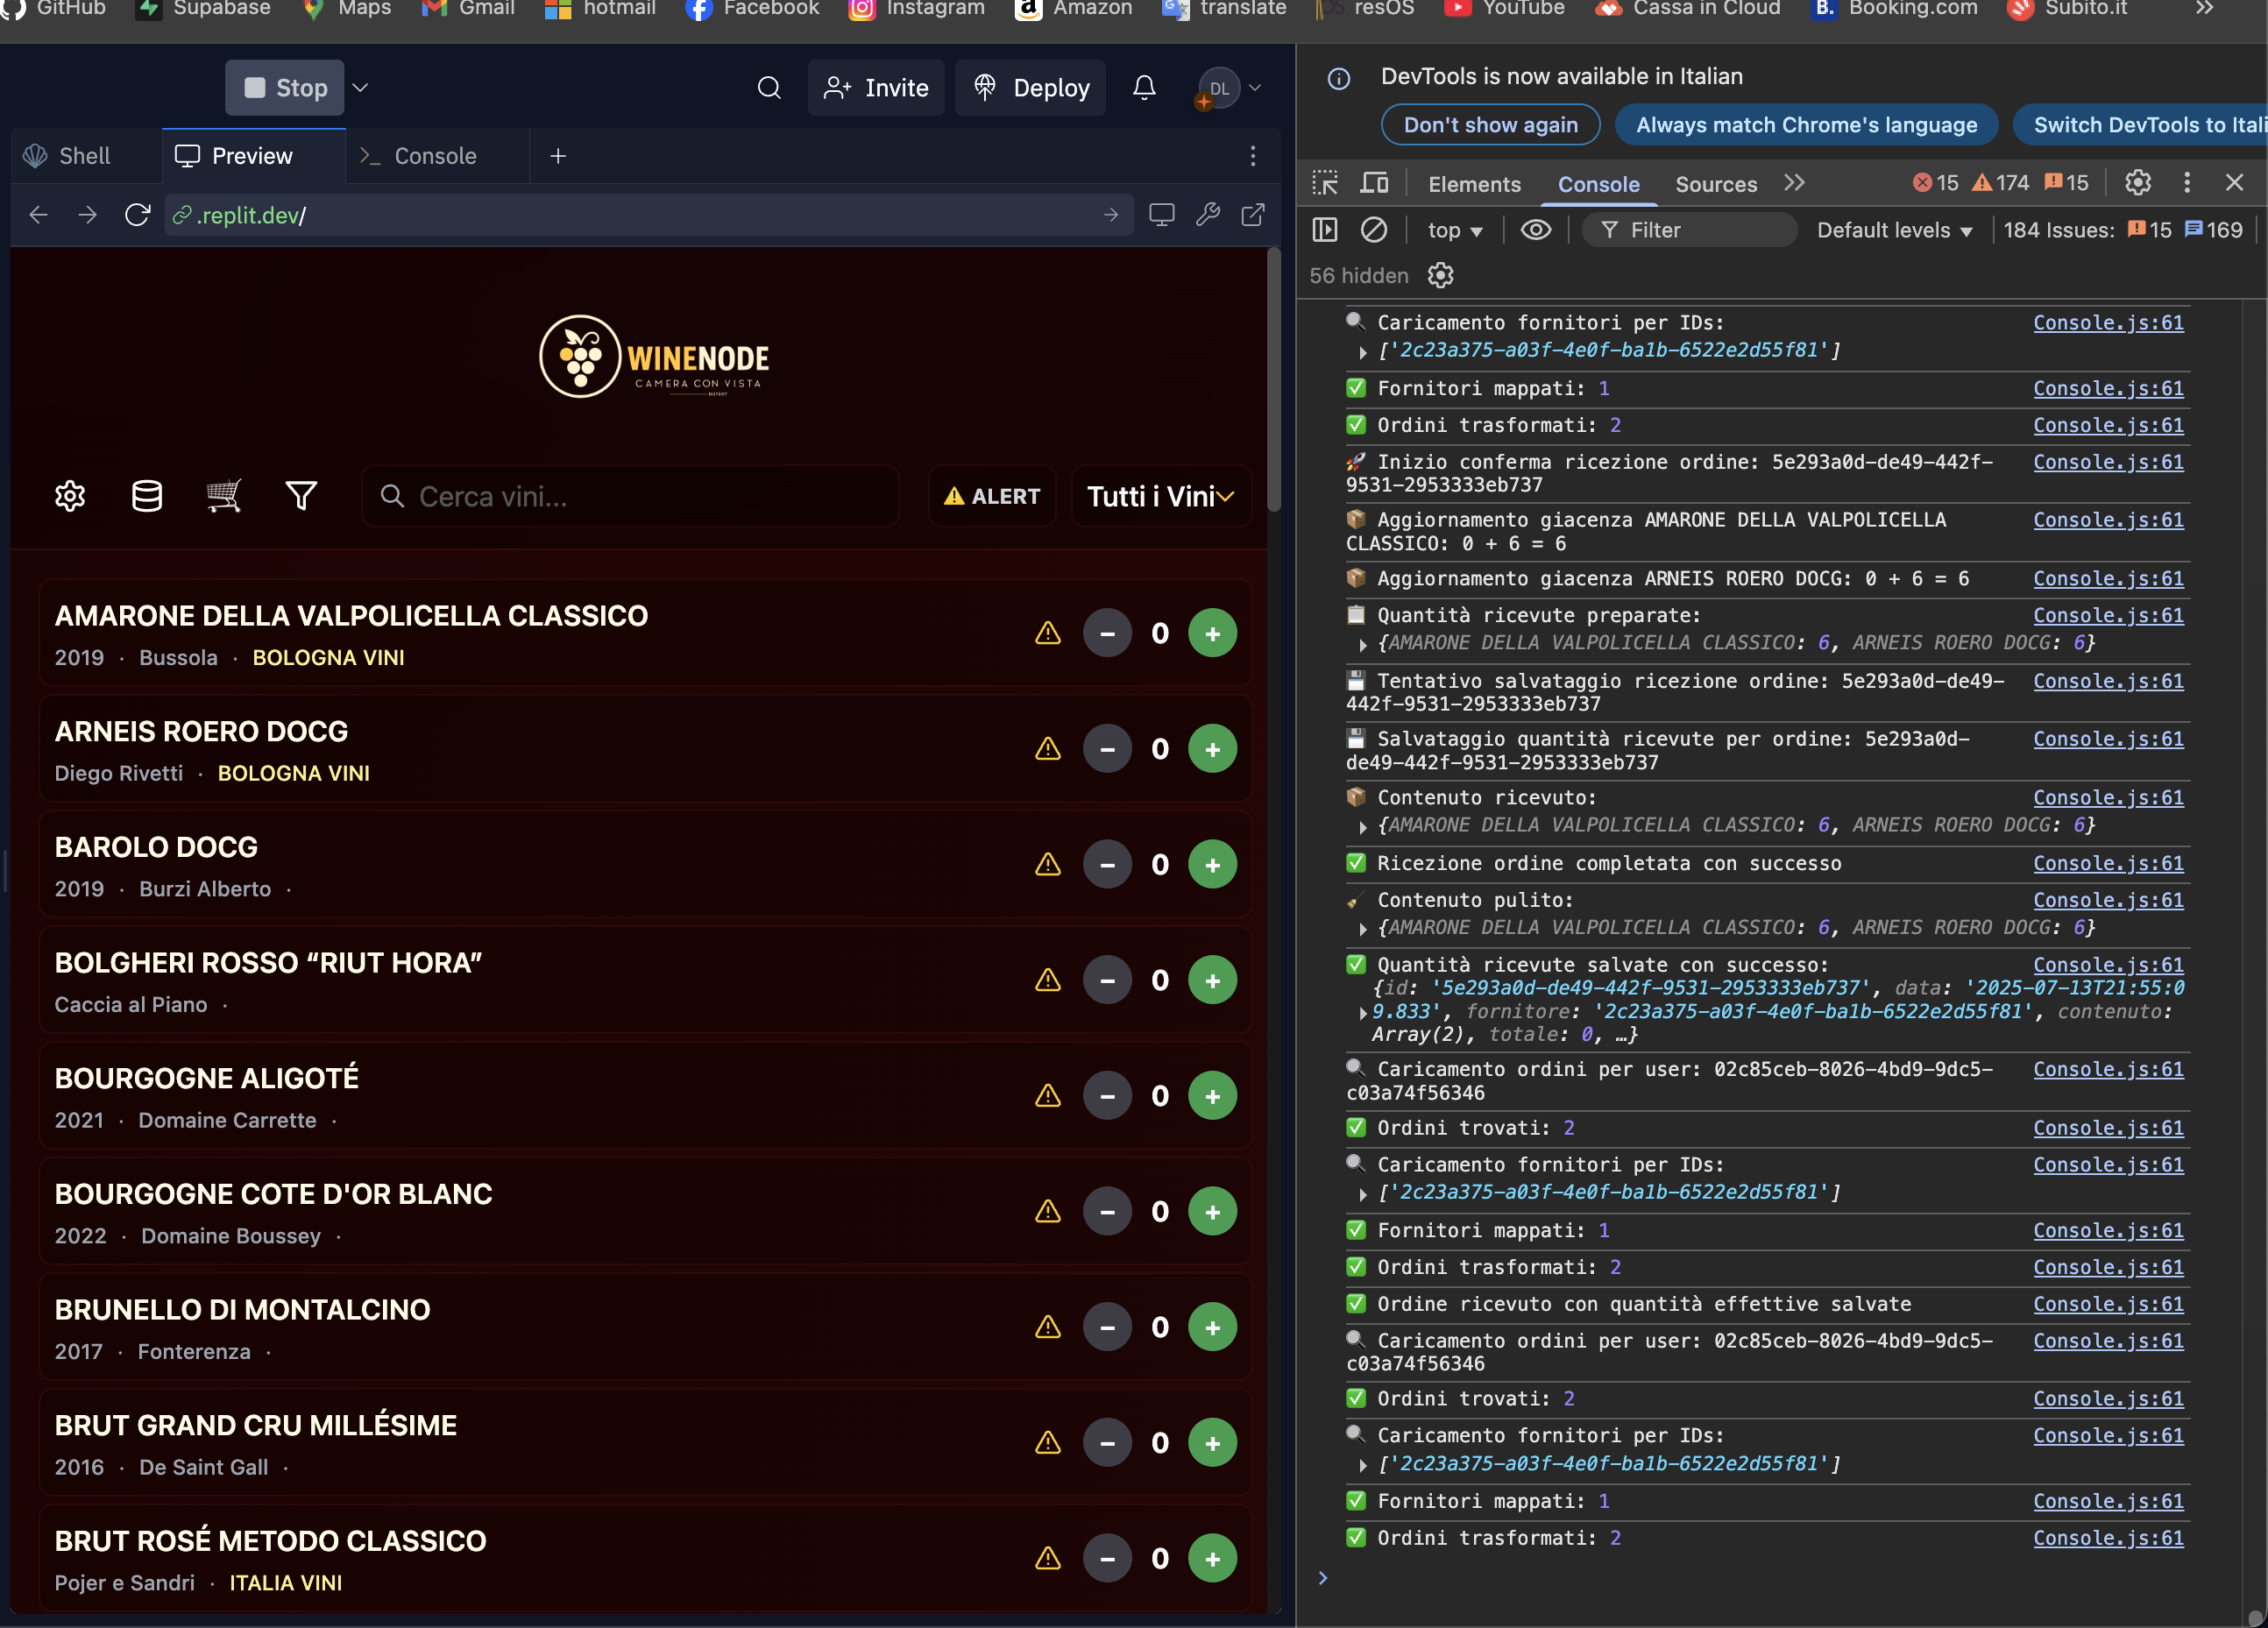 GitHub Supabase Maps Gmail hotmail Facebook Instagram Amazon translate resOS YouTube Cassa in Cloud B. Booking.com Subito.it
Stop Invite Deploy DL
Shell Preview Console
.replit.dev/
WINENODE
CAMERA CON VISTA
BISTROT
Cerca vini... ALERT Tutti i Vini
AMARONE DELLA VALPOLICELLA CLASSICO
2019 · Bussola · BOLOGNA VINI
- 0 +
ARNEIS ROERO DOCG
Diego Rivetti · BOLOGNA VINI
- 0 +
BAROLO DOCG
2019 · Burzi Alberto ·
- 0 +
BOLGHERI ROSSO “RIUT HORA”
Caccia al Piano ·
- 0 +
BOURGOGNE ALIGOTÉ
2021 · Domaine Carrette ·
- 0 +
BOURGOGNE COTE D'OR BLANC
2022 · Domaine Boussey ·
- 0 +
BRUNELLO DI MONTALCINO
2017 · Fonterenza ·
- 0 +
BRUT GRAND CRU MILLÉSIME
2016 · De Saint Gall ·
- 0 +
BRUT ROSÉ METODO CLASSICO
Pojer e Sandri · ITALIA VINI
- 0 +
DevTools is now available in Italian
Don't show again Always match Chrome's language Switch DevTools to Itali
Elements Console Sources 15 174 15
top Filter Default levels 184 Issues: 15 169
56 hidden
Caricamento fornitori per IDs: Console.js:61
['2c23a375-a03f-4e0f-ba1b-6522e2d55f81']
Fornitori mappati: 1 Console.js:61
Ordini trasformati: 2 Console.js:61
Inizio conferma ricezione ordine: 5e293a0d-de49-442f- Console.js:61
9531-2953333eb737
Aggiornamento giacenza AMARONE DELLA VALPOLICELLA Console.js:61
CLASSICO: 0 + 6 = 6
Aggiornamento giacenza ARNEIS ROERO DOCG: 0 + 6 = 6 Console.js:61
Quantità ricevute preparate: Console.js:61
{AMARONE DELLA VALPOLICELLA CLASSICO: 6, ARNEIS ROERO DOCG: 6}
Tentativo salvataggio ricezione ordine: 5e293a0d-de49- Console.js:61
442f-9531-2953333eb737
Salvataggio quantità ricevute per ordine: 5e293a0d- Console.js:61
de49-442f-9531-2953333eb737
Contenuto ricevuto: Console.js:61
{AMARONE DELLA VALPOLICELLA CLASSICO: 6, ARNEIS ROERO DOCG: 6}
Ricezione ordine completata con successo Console.js:61
Contenuto pulito: Console.js:61
{AMARONE DELLA VALPOLICELLA CLASSICO: 6, ARNEIS ROERO DOCG: 6}
Quantità ricevute salvate con successo: Console.js:61
{id: '5e293a0d-de49-442f-9531-2953333eb737', data: '2025-07-13T21:55:0
9.833', fornitore: '2c23a375-a03f-4e0f-ba1b-6522e2d55f81', contenuto:
Array(2), totale: 0, …}
Caricamento ordini per user: 02c85ceb-8026-4bd9-9dc5- Console.js:61
c03a74f56346
Ordini trovati: 2 Console.js:61
Caricamento fornitori per IDs: Console.js:61
['2c23a375-a03f-4e0f-ba1b-6522e2d55f81']
Fornitori mappati: 1 Console.js:61
Ordini trasformati: 2 Console.js:61
Ordine ricevuto con quantità effettive salvate Console.js:61
Caricamento ordini per user: 02c85ceb-8026-4bd9-9dc5- Console.js:61
c03a74f56346
Ordini trovati: 2 Console.js:61
Caricamento fornitori per IDs: Console.js:61
['2c23a375-a03f-4e0f-ba1b-6522e2d55f81']
Fornitori mappati: 1 Console.js:61
Ordini trasformati: 2 Console.js:61